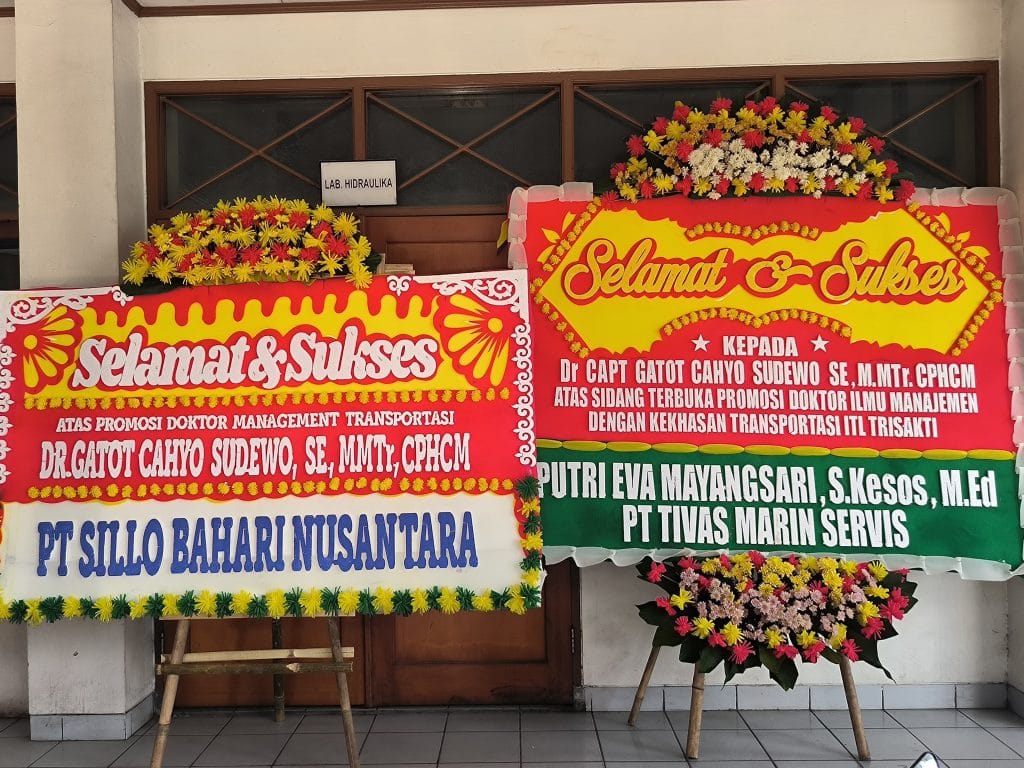 LAB. HIDRAULIKA
Selamat & Sukses
ATAS PROMOSI DOKTOR MANAGEMENT TRANSPORTASI
DR. GATOT CAHYO SUDEWO, SE, MMTr, CPHCM
PT SILLO BAHARI NUSANTARA
Selamat & Sukses
KEPADA
Dr CAPT GATOT CAHYO SUDEWO SE, M.MTr. CPHCM
ATAS SIDANG TERBUKA PROMOSI DOKTOR ILMU MANAJEMEN
DENGAN KEKHASAN TRANSPORTASI ITL TRISAKTI
PUTRI EVA MAYANGSARI, S.Kesos, M.Ed
PT TIVAS MARIN SERVIS